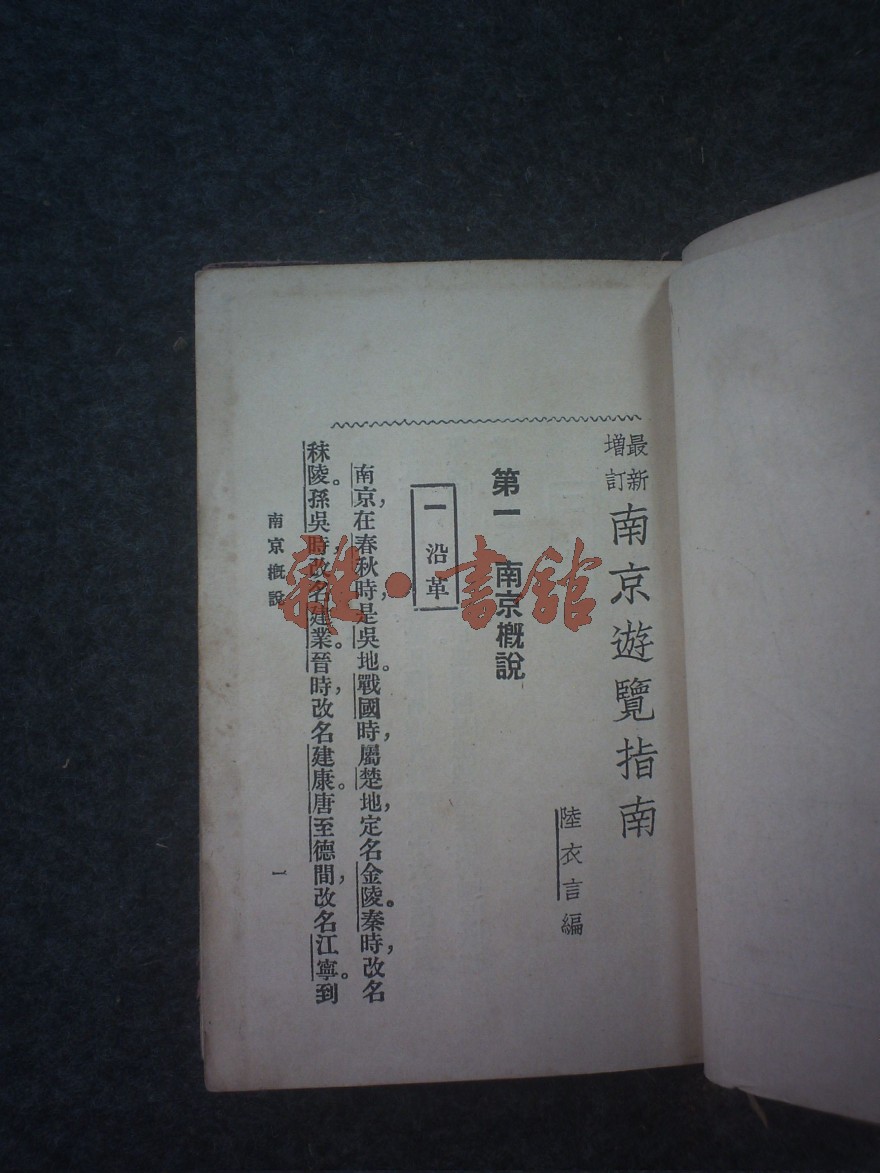 最新增訂 南京遊覽指南
陸衣言編
第一 南京概說
一 沿革
南京，在春秋時，是吳地。戰國時，屬楚地，定名金陵。秦時，改名
秣陵。孫吳時，改名建業。晉時，改名建康。唐至德間，改名江寧。到
南京概說
一
雜·書館